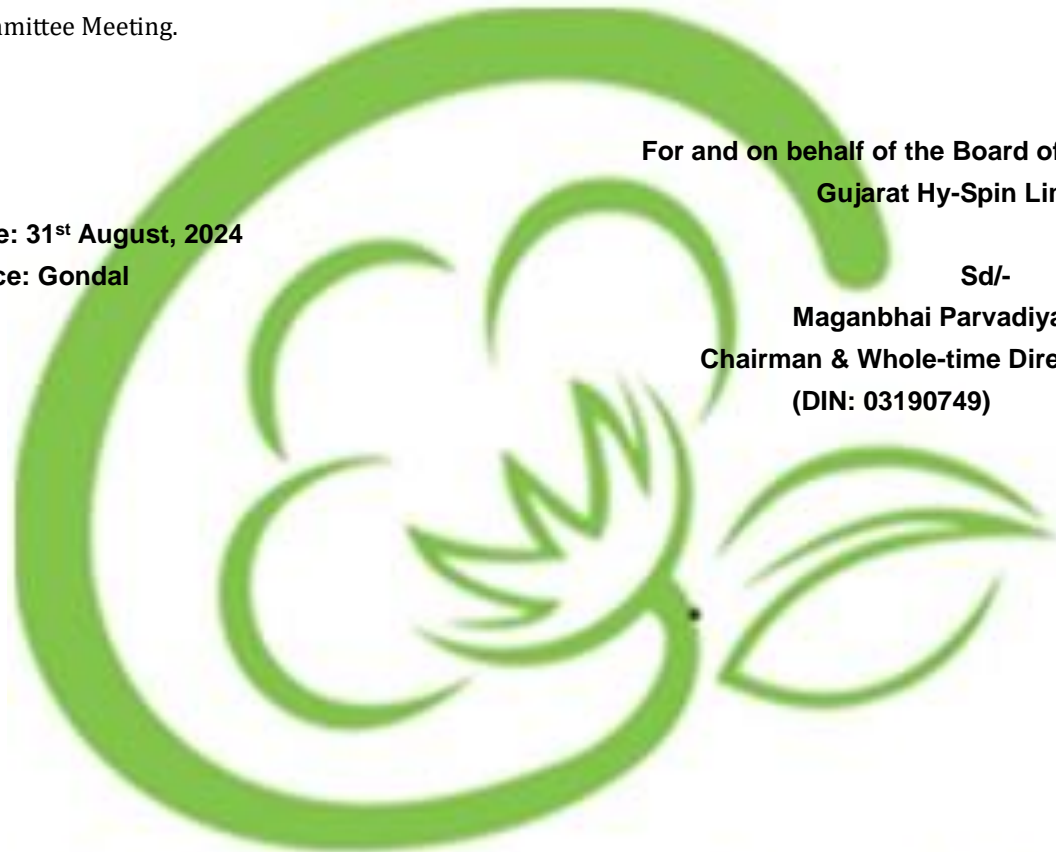 mmittee Meeting.
For and on behalf of the Board of
Gujarat Hy-Spin Lin
e: 31st August, 2024
ce: Gondal
Sd/-
Maganbhai Parvadiya
Chairman & Whole-time Dire
(DIN: 03190749)